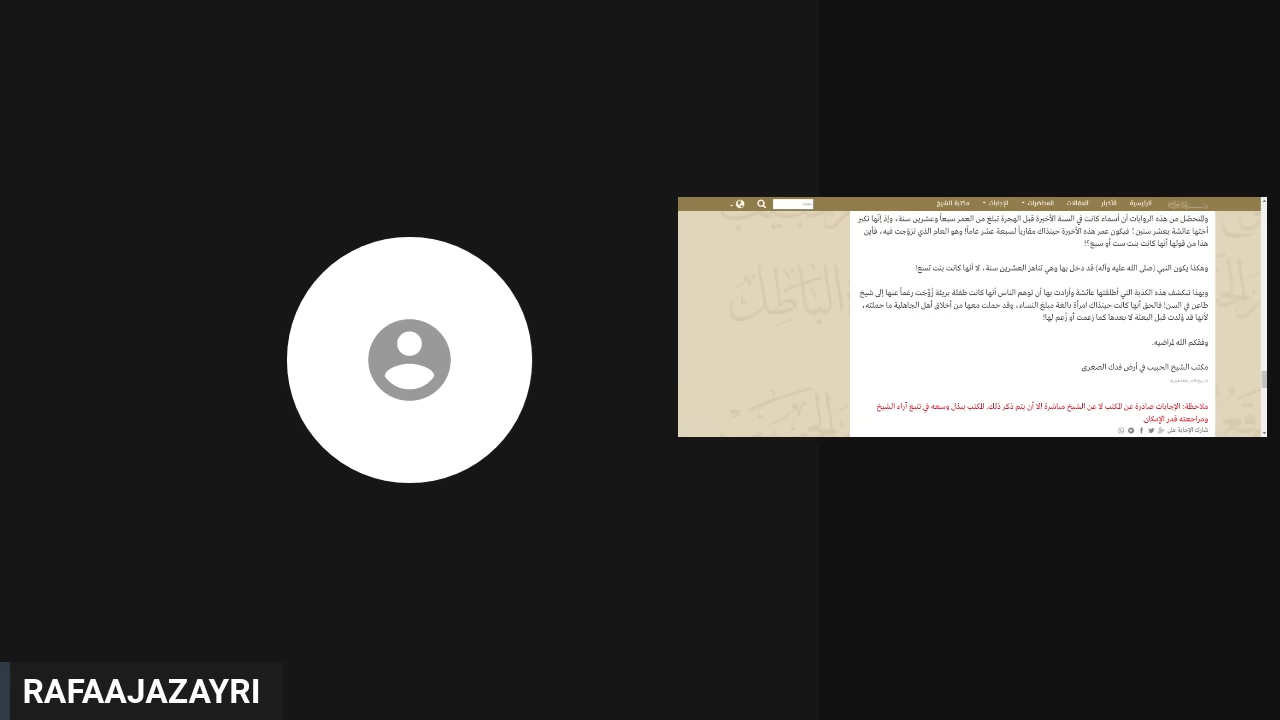 الرئيسية الأخبار المقالات المحاضرات الإجابات مكتبة الشيخ
والمتحصّل من هذه الروايات أن أسماء كانت في السنة الأخيرة قبل الهجرة تبلغ من العمر سبعاً وعشرين سنة، وإذ إنّها تكبر
أختها عائشة بعشر سنين؛ فيكون عمر هذه الأخيرة حينذاك مقارباً لسبعة عشر عاماً! وهو العام الذي تزوّجت فيه، فأين
هذا من قولها أنها كانت بنت ست أو سبع؟!
وهكذا يكون النبي (صلى الله عليه وآله) قد دخل بها وهي تناهز العشرين سنة، لا أنها كانت بنت تسع!
وبهذا تنكشف هذه الكذبة التي أطلقتها عائشة وأرادت بها أن توهم الناس أنها كانت طفلة بريئة زُوِّجت رغماً عنها إلى شيخ
طاعن في السن! فالحق أنها كانت حينذاك امرأة بالغة مبلغ النساء، وقد حملت معها من أخلاق أهل الجاهلية ما حملته،
لأنها قد وُلدت قبل البعثة لا بعدها كما زعمت أو زُعم لها!
وفقكم الله لمراضيه.
مكتب الشيخ الحبيب في أرض فدك الصغرى
ملاحظة: الإجابات صادرة عن المكتب لا عن الشيخ مباشرة إلا أن يتم ذكر ذلك. المكتب يبذل وسعه في تتبع آراء الشيخ
ومراجعته قدر الإمكان.
شارك الإجابة على:
RAFAAJAZAYRI